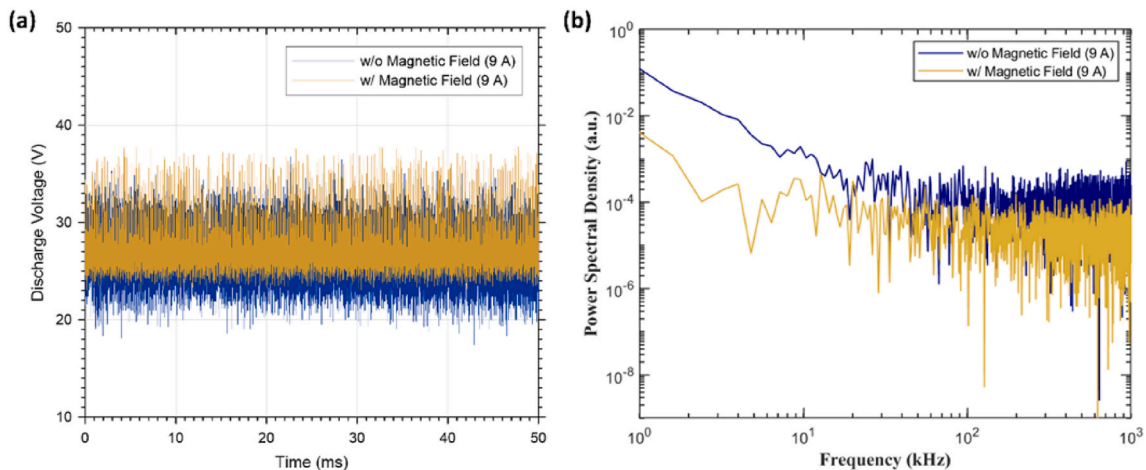 (a)
50
40
30
20
10
Discharge Voltage (V)
w/o Magnetic Field (9 A)
w/ Magnetic Field (9 A)
0 10 20 30 40 50
Time (ms)
(b)
10^0
10^-2
10^-4
10^-6
10^-8
Power Spectral Density (a.u.)
w/o Magnetic Field (9 A)
w/ Magnetic Field (9 A)
10^0 10^1 10^2 10^3
Frequency (kHz)